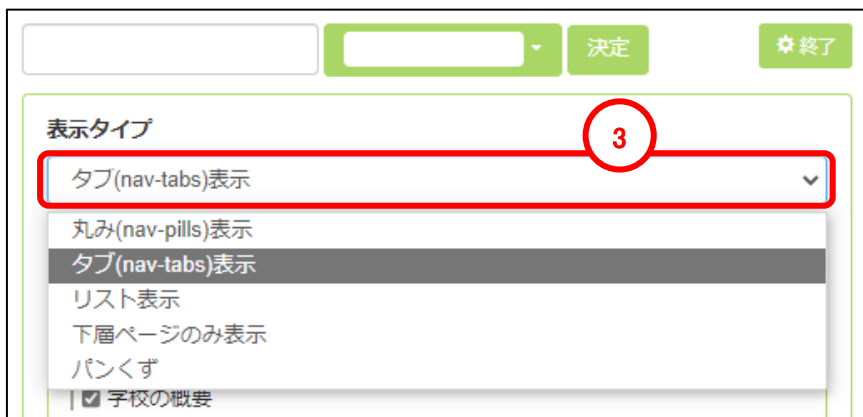 決定
終了
表示タイプ
3
タブ(nav-tabs)表示
丸み(nav-pills)表示
タブ(nav-tabs)表示
リスト表示
下層ページのみ表示
パンくず
学校の概要